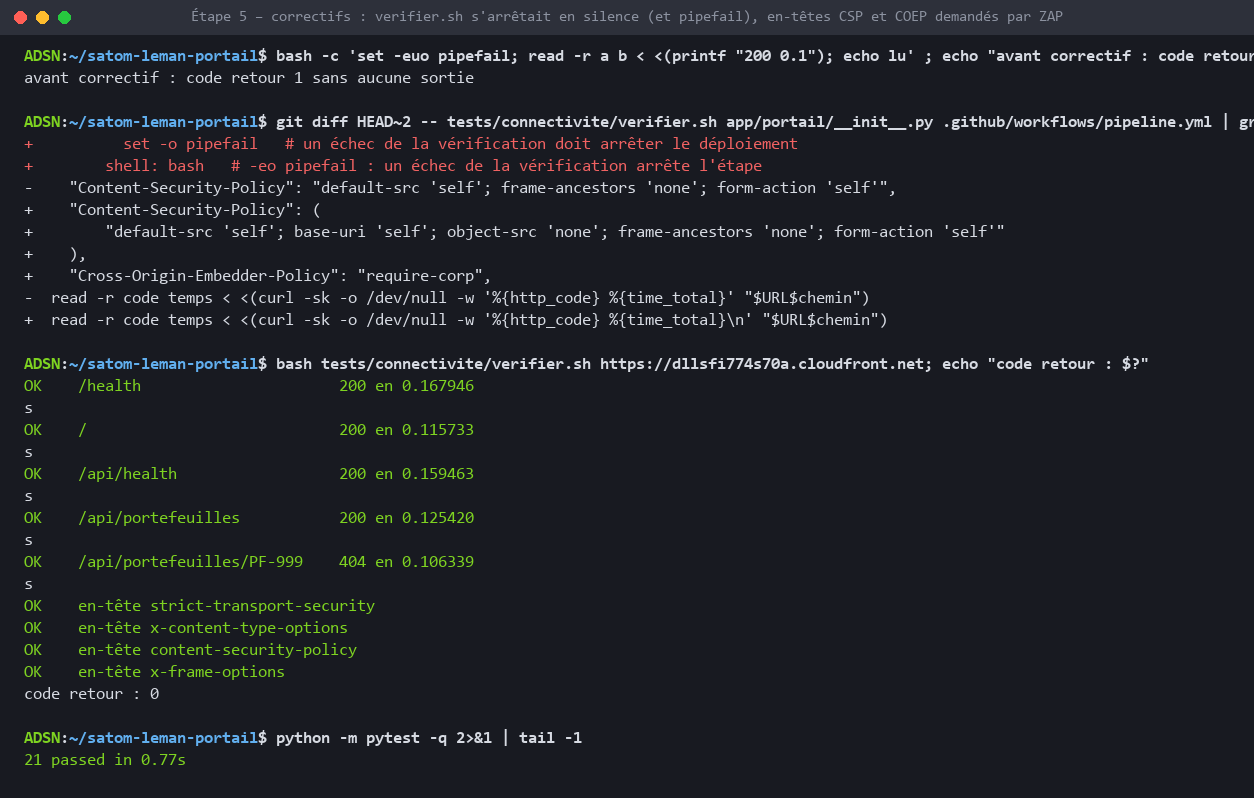 Étape 5 – correctifs : verifier.sh s'arrêtait en silence (et pipefail), en-têtes CSP et COEP demandés par ZAP
ADSN:~/satom-leman-portail$ bash -c 'set -euo pipefail; read -r a b < <(printf "200 0.1"); echo lu' ; echo "avant correctif : code retour
avant correctif : code retour 1 sans aucune sortie
ADSN:~/satom-leman-portail$ git diff HEAD~2 -- tests/connectivite/verifier.sh app/portail/__init__.py .github/workflows/pipeline.yml | gr
+          set -o pipefail   # un échec de la vérification doit arrêter le déploiement
+        shell: bash   # -eo pipefail : un échec de la vérification arrête l'étape
-    "Content-Security-Policy": "default-src 'self'; frame-ancestors 'none'; form-action 'self'",
+    "Content-Security-Policy": (
+        "default-src 'self'; base-uri 'self'; object-src 'none'; frame-ancestors 'none'; form-action 'self'"
+    ),
+    "Cross-Origin-Embedder-Policy": "require-corp",
-  read -r code temps < <(curl -sk -o /dev/null -w '%{http_code} %{time_total}' "$URL$chemin")
+  read -r code temps < <(curl -sk -o /dev/null -w '%{http_code} %{time_total}\n' "$URL$chemin")
ADSN:~/satom-leman-portail$ bash tests/connectivite/verifier.sh https://dllsfi774s70a.cloudfront.net; echo "code retour : $?"
OK    /health                      200 en 0.167946
s
OK    /                            200 en 0.115733
s
OK    /api/health                  200 en 0.159463
s
OK    /api/portefeuilles           200 en 0.125420
s
OK    /api/portefeuilles/PF-999    404 en 0.106339
s
OK    en-tête strict-transport-security
OK    en-tête x-content-type-options
OK    en-tête content-security-policy
OK    en-tête x-frame-options
code retour : 0
ADSN:~/satom-leman-portail$ python -m pytest -q 2>&1 | tail -1
21 passed in 0.77s